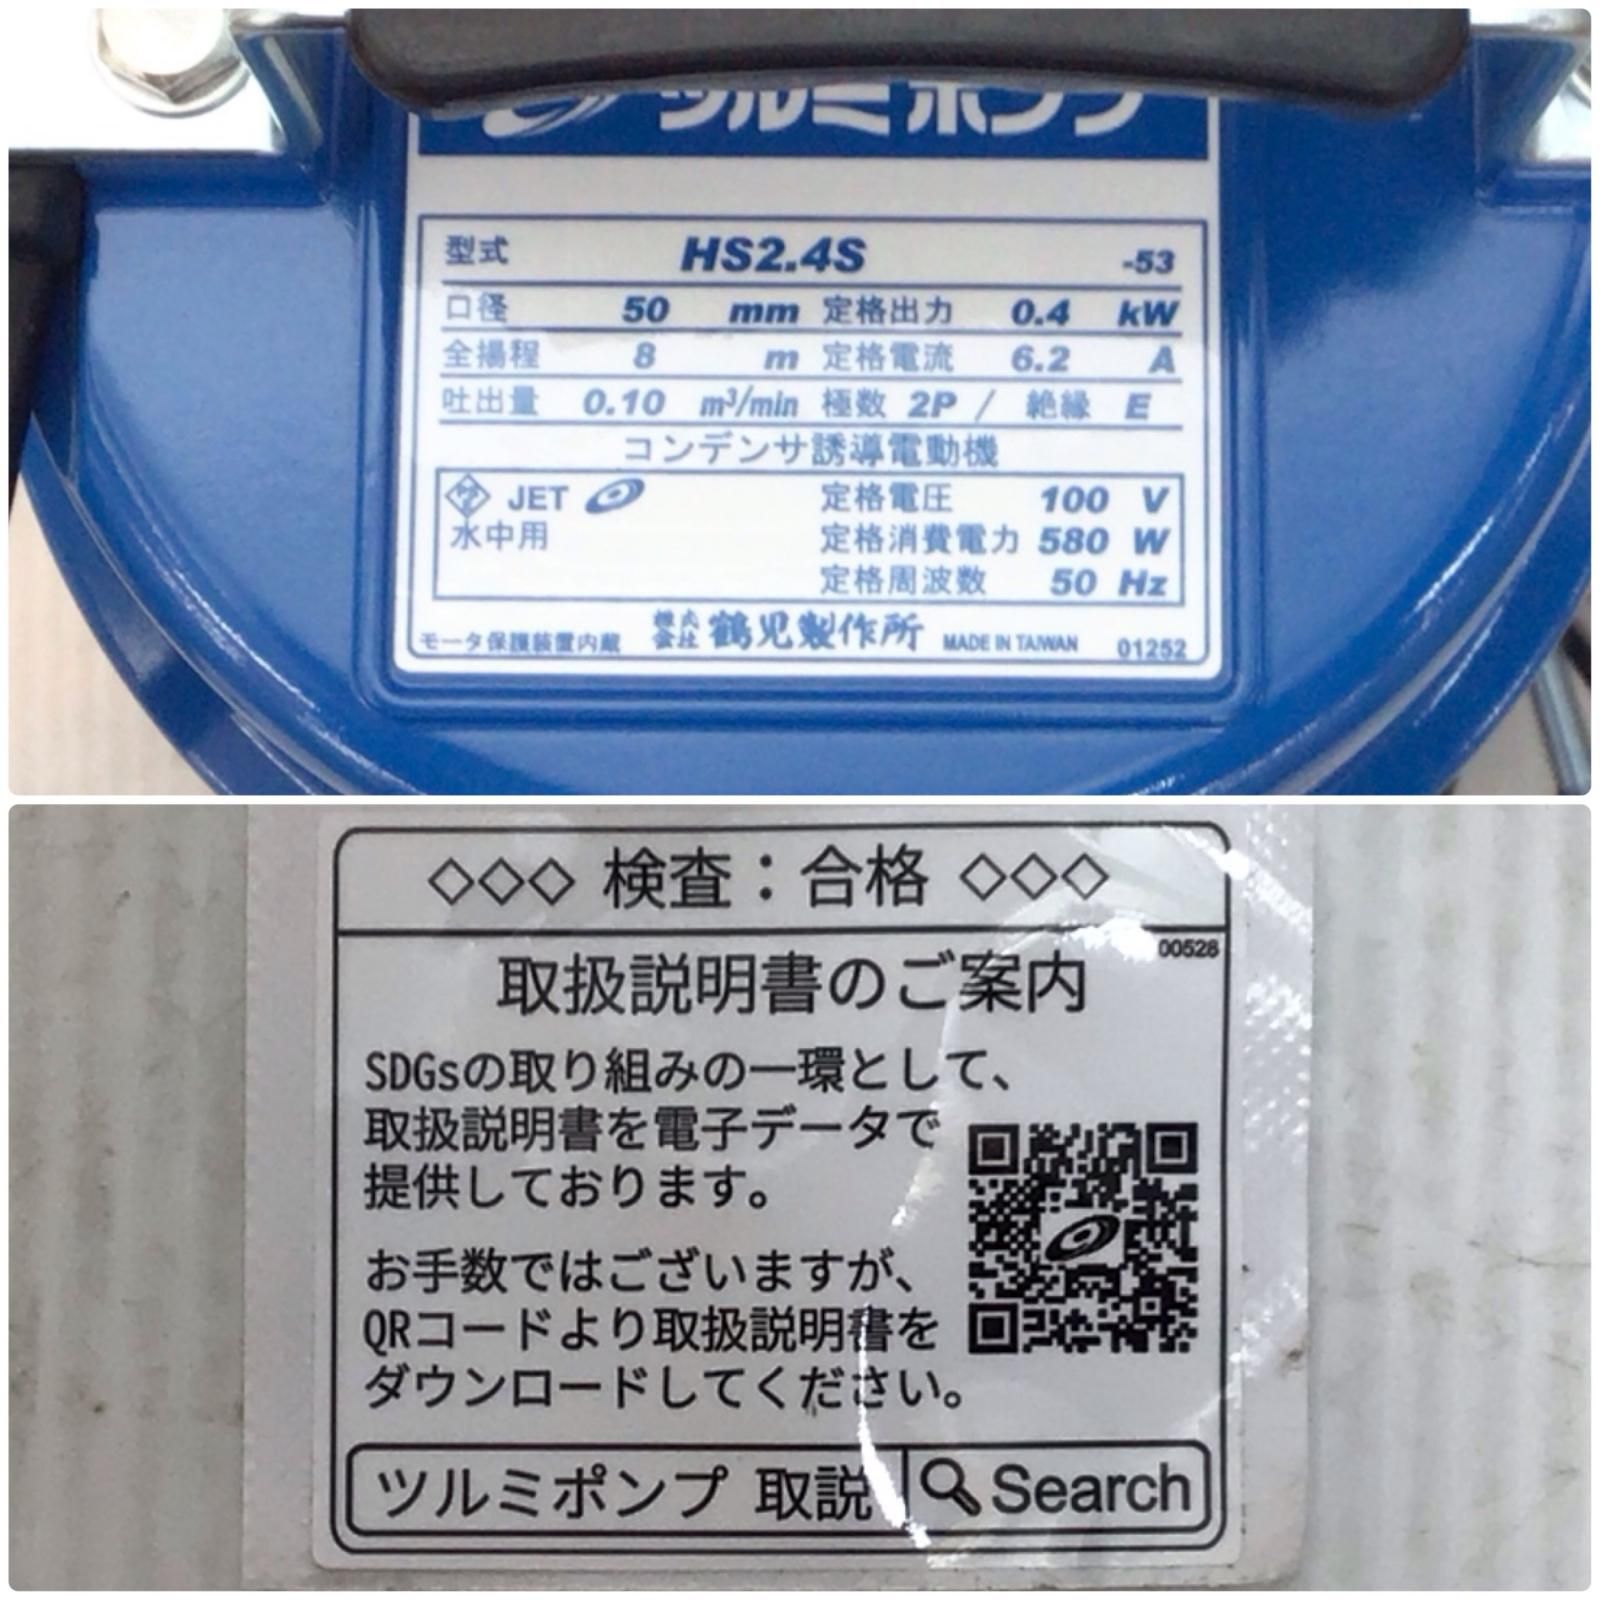 ツルミポンプ
型式 HS2.4S -53
口径 50 mm 定格出力 0.4 kW
全揚程 8 m 定格電流 6.2 A
吐出量 0.10 m³/min 極数 2P / 絶縁 E
コンデンサ誘導電動機
JET 定格電圧 100 V
水中用 定格消費電力 580 W
定格周波数 50 Hz
モータ保護装置内蔵 株式会社 鶴見製作所 MADE IN TAIWAN 01252
◇◇◇ 検査：合格 ◇◇◇
00528
取扱説明書のご案内
SDGsの取り組みの一環として、
取扱説明書を電子データで
提供しております。
お手数ではございますが、
QRコードより取扱説明書を
ダウンロードしてください。
ツルミポンプ 取説 Search